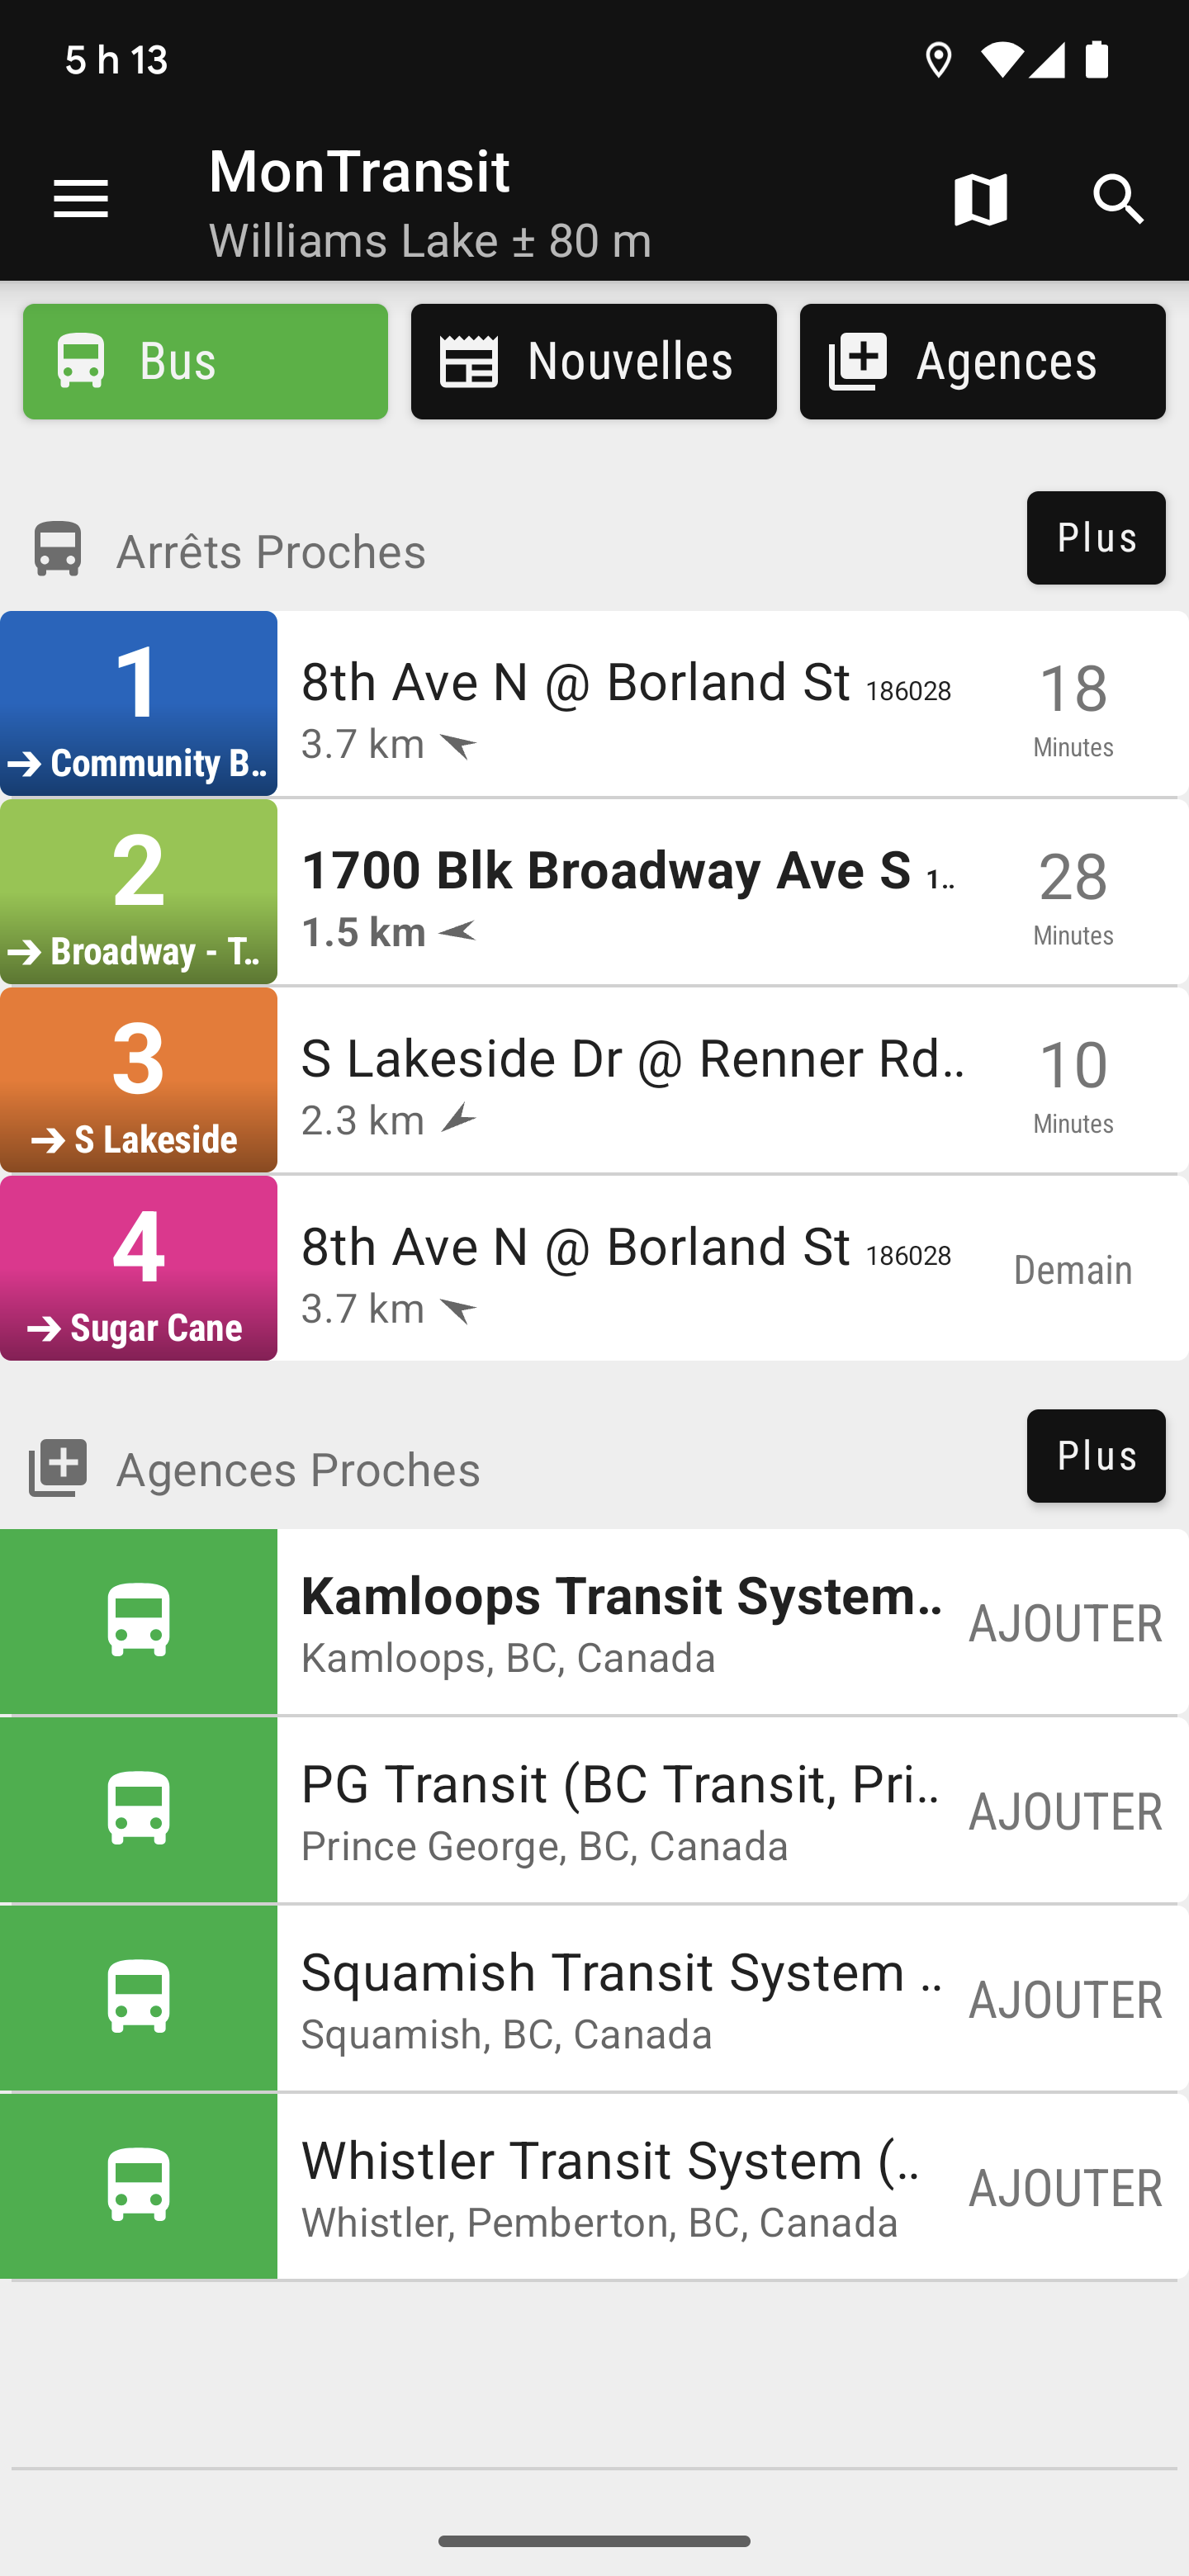 5 h 13
MonTransit
Williams Lake ± 80 m
Bus
Nouvelles
Agences
Arrêts Proches
Plus
1
→ Community B..
8th Ave N @ Borland St 186028
3.7 km
18
Minutes
2
→ Broadway - T..
1700 Blk Broadway Ave S 1..
1.5 km
28
Minutes
3
→ S Lakeside
S Lakeside Dr @ Renner Rd..
2.3 km
10
Minutes
4
→ Sugar Cane
8th Ave N @ Borland St 186028
3.7 km
Demain
Agences Proches
Plus
Kamloops Transit System..
Kamloops, BC, Canada
AJOUTER
PG Transit (BC Transit, Pri..
Prince George, BC, Canada
AJOUTER
Squamish Transit System ..
Squamish, BC, Canada
AJOUTER
Whistler Transit System (..
Whistler, Pemberton, BC, Canada
AJOUTER